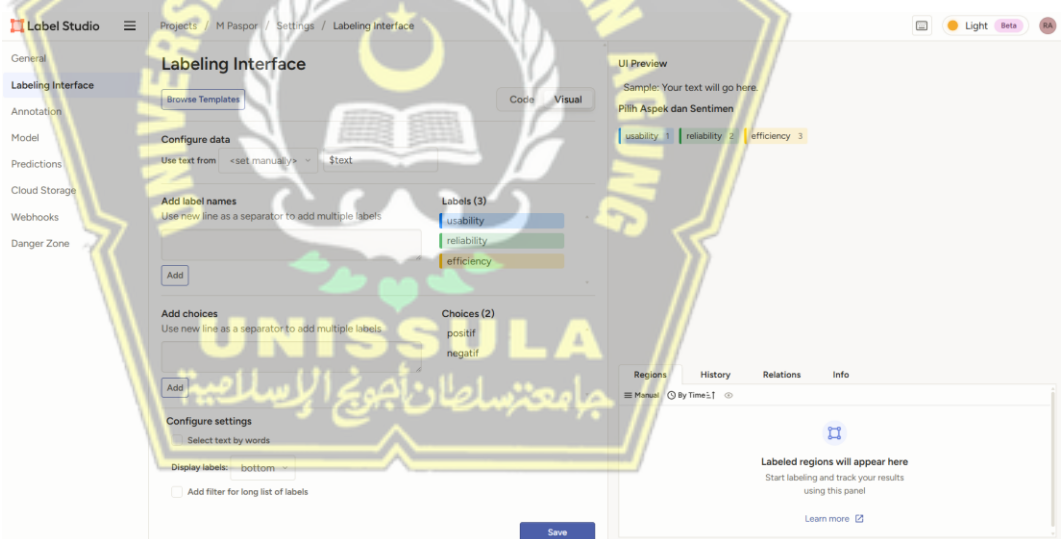 Label Studio
Projects / M Paspor / Settings / Labeling Interface
Light Beta
RA
General
Labeling Interface
Annotation
Model
Predictions
Cloud Storage
Webhooks
Danger Zone
Labeling Interface
Browse Templates
Code Visual
Configure data
Use text from <set manually> $text
Add label names
Use new line as a separator to add multiple labels
Add
Labels (3)
usability
reliability
efficiency
Add choices
Use new line as a separator to add multiple labels
Add
Choices (2)
positif
negatif
Configure settings
Select text by words
Display labels: bottom
Add filter for long list of labels
Save
UI Preview
Sample: Your text will go here.
Pilih Aspek dan Sentimen
usability 1 reliability 2 efficiency 3
Regions History Relations Info
Manual By Time
Labeled regions will appear here
Start labeling and track your results
using this panel
Learn more
UNISSULA
جامعتسلطان أجونج الإسلامية